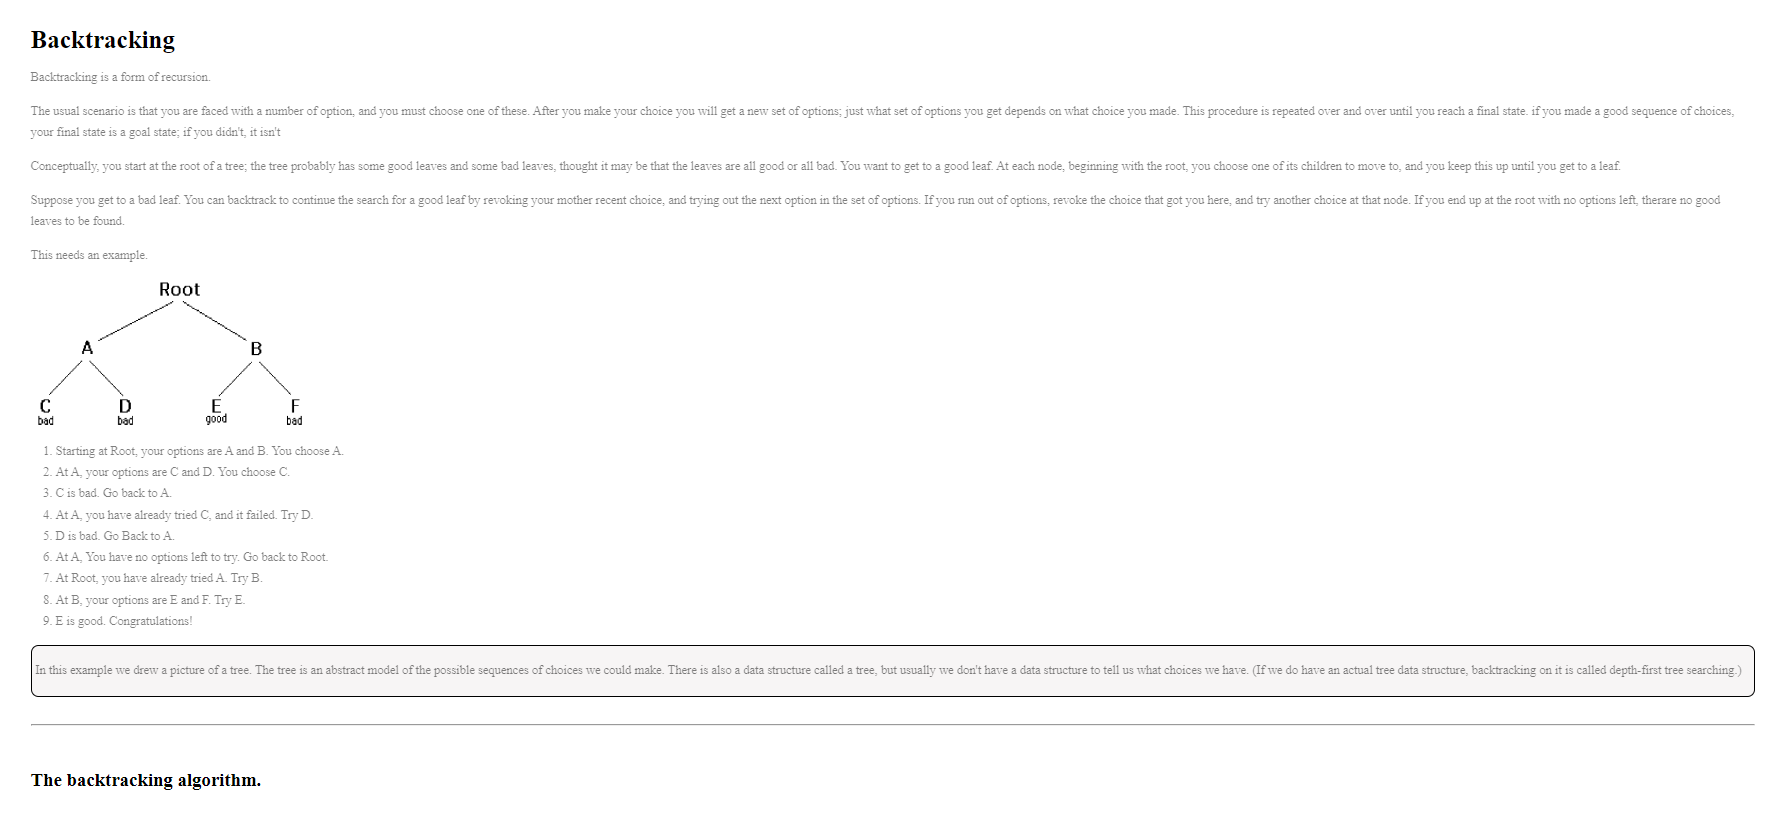 Backtracking
Backtracking is a form of recursion.
The usual scenario is that you are faced with a number of option, and you must choose one of these. After you make your choice you will get a new set of options; just what set of options you get depends on what choice you made. This procedure is repeated over and over until you reach a final state. if you made a good sequence of choices,
your final state is a goal state; if you didn't, it isn't
Conceptually, you start at the root of a tree; the tree probably has some good leaves and some bad leaves, thought it may be that the leaves are all good or all bad. You want to get to a good leaf. At each node, beginning with the root, you choose one of its children to move to, and you keep this up until you get to a leaf.
Suppose you get to a bad leaf. You can backtrack to continue the search for a good leaf by revoking your mother recent choice, and trying out the next option in the set of options. If you run out of options, revoke the choice that got you here, and try another choice at that node. If you end up at the root with no options left, therare no good
leaves to be found.
This needs an example.
Root
A B
C D E F
bad bad good bad
1. Starting at Root, your options are A and B. You choose A.
2. At A, your options are C and D. You choose C.
3. C is bad. Go back to A.
4. At A, you have already tried C, and it failed. Try D.
5. D is bad. Go Back to A.
6. At A, You have no options left to try. Go back to Root.
7. At Root, you have already tried A. Try B.
8. At B, your options are E and F. Try E.
9. E is good. Congratulations!
In this example we drew a picture of a tree. The tree is an abstract model of the possible sequences of choices we could make. There is also a data structure called a tree, but usually we don't have a data structure to tell us what choices we have. (If we do have an actual tree data structure, backtracking on it is called depth-first tree searching.)
The backtracking algorithm.